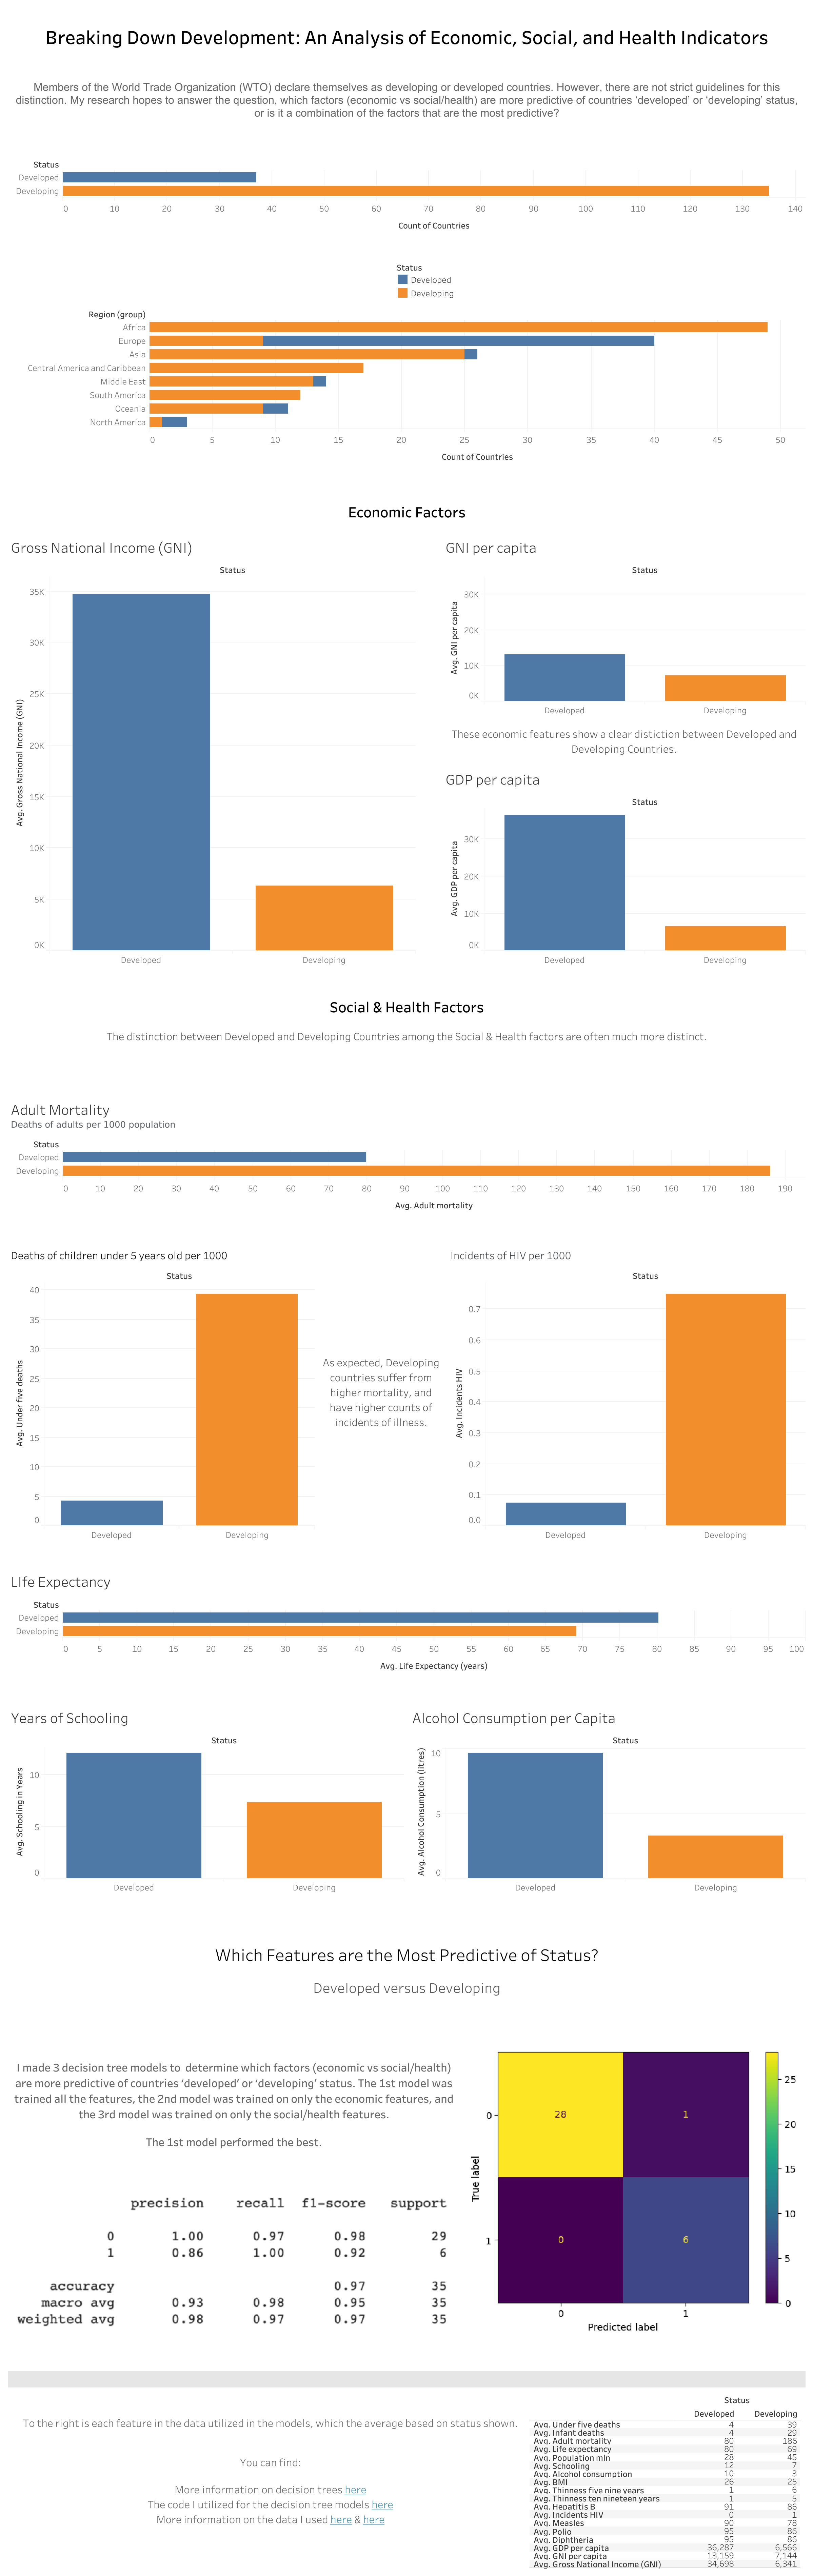 Breaking Down Development: An Analysis of Economic, Social, and Health Indicators
Members of the World Trade Organization (WTO) declare themselves as developing or developed countries. However, there are not strict guidelines for this
distinction. My research hopes to answer the question, which factors (economic vs social/health) are more predictive of countries ‘developed’ or ‘developing’ status,
or is it a combination of the factors that are the most predictive?
Status
Developed
Developing
0 10 20 30 40 50 60 70 80 90 100 110 120 130 140
Count of Countries
Status
Developed
Developing
Region (group)
Africa
Europe
Asia
Central America and Caribbean
Middle East
South America
Oceania
North America
0 5 10 15 20 25 30 35 40 45 50
Count of Countries
Economic Factors
Gross National Income (GNI)
Status
35K
30K
25K
20K
15K
10K
5K
0K
Avg. Gross National Income (GNI)
Developed Developing
GNI per capita
Status
30K
20K
10K
0K
Avg. GNI per capita
Developed Developing
These economic features show a clear distiction between Developed and
Developing Countries.
GDP per capita
Status
30K
20K
10K
0K
Avg. GDP per capita
Developed Developing
Social & Health Factors
The distinction between Developed and Developing Countries among the Social & Health factors are often much more distinct.
Adult Mortality
Deaths of adults per 1000 population
Status
Developed
Developing
0 10 20 30 40 50 60 70 80 90 100 110 120 130 140 150 160 170 180 190
Avg. Adult mortality
Deaths of children under 5 years old per 1000
Status
40
35
30
25
20
15
10
5
0
Avg. Under five deaths
Developed Developing
As expected, Developing
countries suffer from
higher mortality, and
have higher counts of
incidents of illness.
Incidents of HIV per 1000
Status
0.7
0.6
0.5
0.4
0.3
0.2
0.1
0.0
Avg. Incidents HIV
Developed Developing
LIfe Expectancy
Status
Developed
Developing
0 5 10 15 20 25 30 35 40 45 50 55 60 65 70 75 80 85 90 95 100
Avg. Life Expectancy (years)
Years of Schooling
Status
10
5
0
Avg. Schooling in Years
Developed Developing
Alcohol Consumption per Capita
Status
10
5
0
Avg. Alcohol Consumption (litres)
Developed Developing
Which Features are the Most Predictive of Status?
Developed versus Developing
I made 3 decision tree models to determine which factors (economic vs social/health)
are more predictive of countries ‘developed’ or ‘developing’ status. The 1st model was
trained all the features, the 2nd model was trained on only the economic features, and
the 3rd model was trained on only the social/health features.
The 1st model performed the best.
precision recall f1-score support
0 1.00 0.97 0.98 29
1 0.86 1.00 0.92 6
accuracy 0.97 35
macro avg 0.93 0.98 0.95 35
weighted avg 0.98 0.97 0.97 35
True label
0
1
28 1
0 6
0 1
Predicted label
25
20
15
10
5
0
To the right is each feature in the data utilized in the models, which the average based on status shown.
You can find:
More information on decision trees here
The code I utilized for the decision tree models here
More information on the data I used here & here
Status
Developed Developing
Avg. Under five deaths 4 39
Avg. Infant deaths 4 29
Avg. Adult mortality 80 186
Avg. Life expectancy 80 69
Avg. Population mln 28 45
Avg. Schooling 12 7
Avg. Alcohol consumption 10 3
Avg. BMI 26 25
Avg. Thinness five nine years 1 6
Avg. Thinness ten nineteen years 1 5
Avg. Hepatitis B 91 86
Avg. Incidents HIV 0 1
Avg. Measles 90 78
Avg. Polio 95 86
Avg. Diphtheria 95 86
Avg. GDP per capita 36,287 6,566
Avg. GNI per capita 13,159 7,144
Avg. Gross National Income (GNI) 34,698 6,341